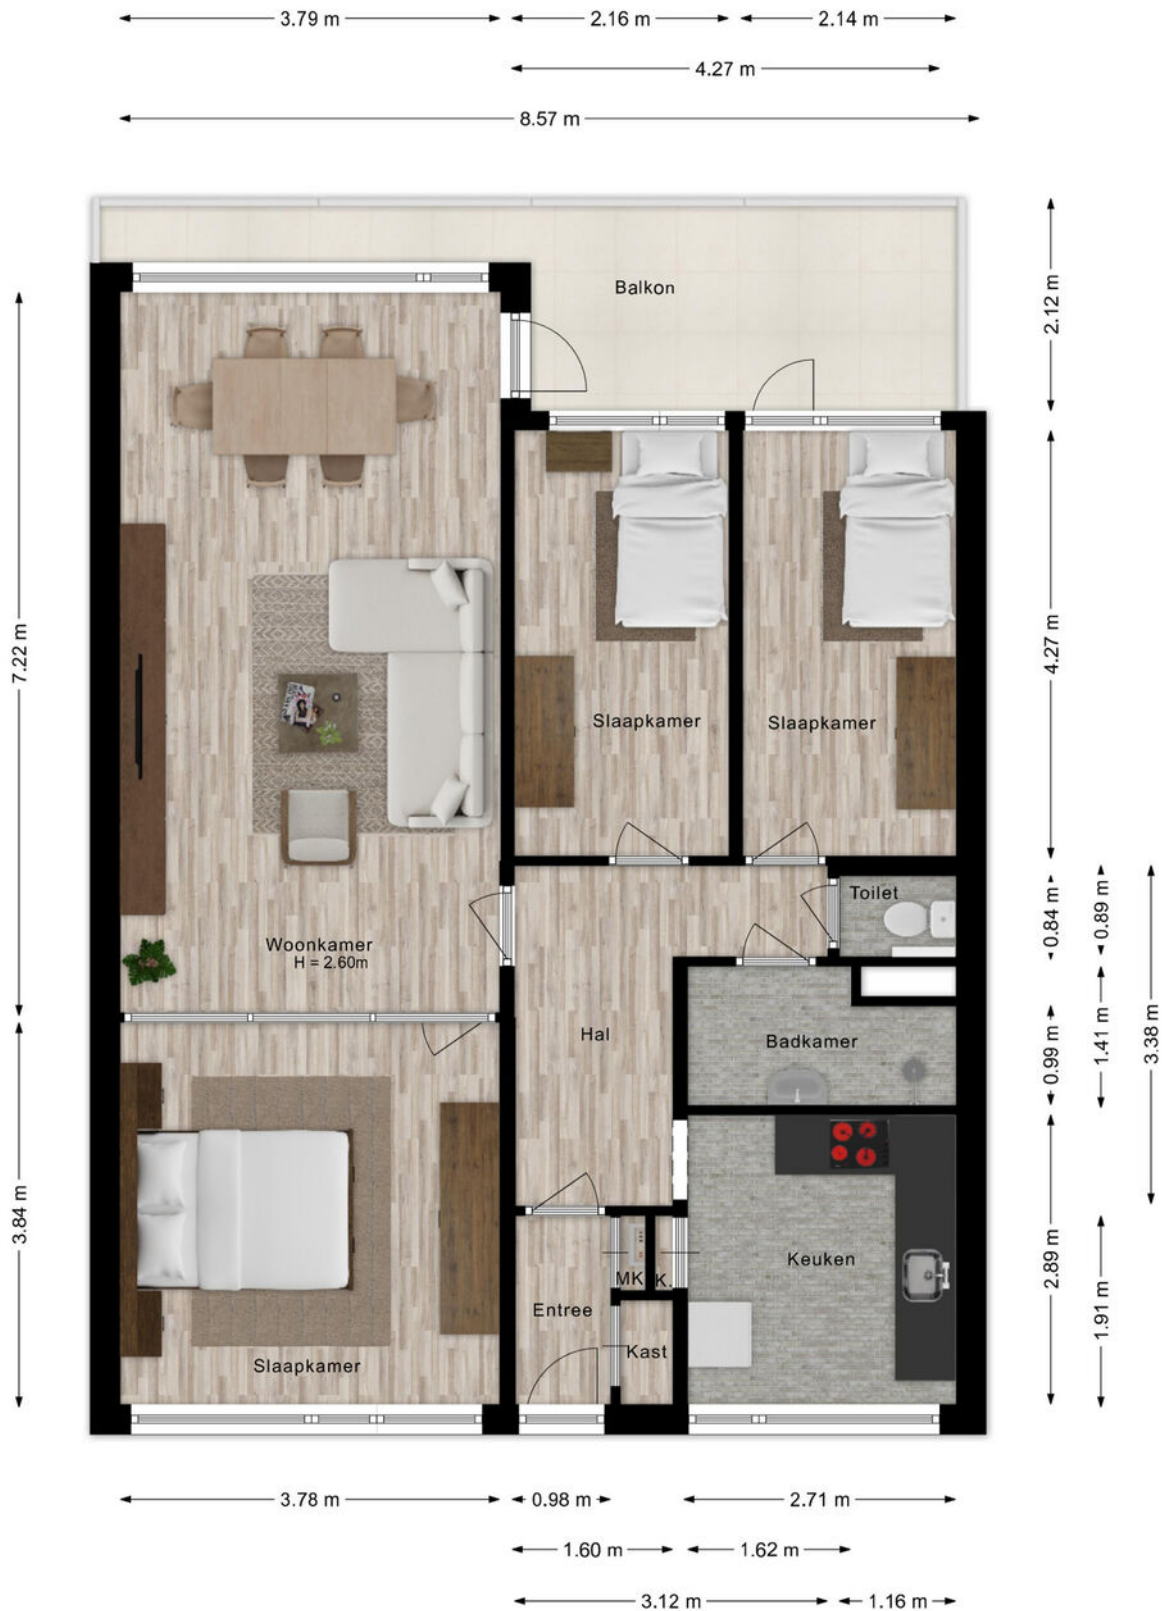 3.79 m
2.16 m
2.14 m
4.27 m
8.57 m
Balkon
2.12 m
7.22 m
4.27 m
Slaapkamer
Slaapkamer
Toilet
0.84 m
0.89 m
Woonkamer
H = 2.60m
Hal
Badkamer
0.99 m
1.41 m
3.38 m
3.84 m
Keuken
2.89 m
MK
K.
Entree
1.91 m
Kast
Slaapkamer
3.78 m
0.98 m
2.71 m
1.60 m
1.62 m
3.12 m
1.16 m